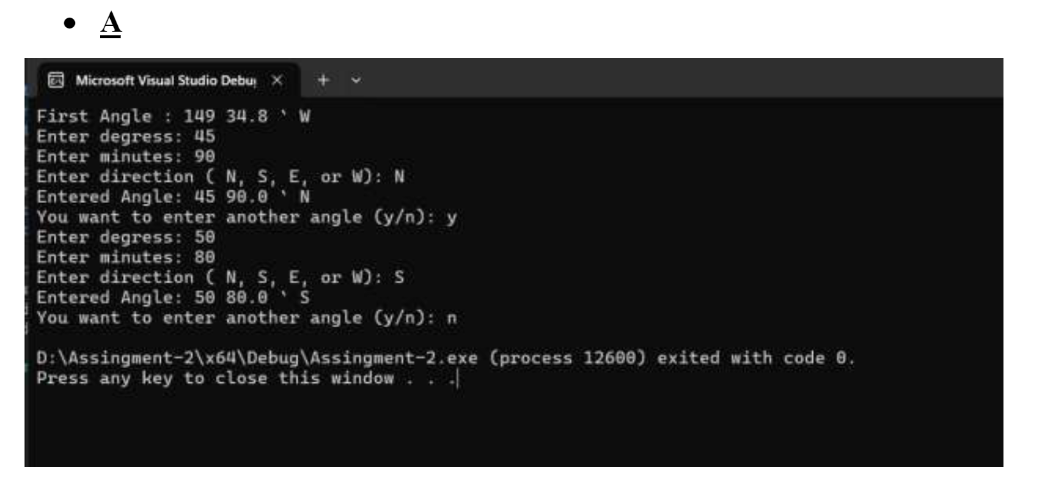 A
Microsoft Visual Studio Debug
First Angle : 149 34.8 ` W
Enter degress: 45
Enter minutes: 90
Enter direction ( N, S, E, or W): N
Entered Angle: 45 90.0 ` N
You want to enter another angle (y/n): y
Enter degress: 50
Enter minutes: 80
Enter direction ( N, S, E, or W): S
Entered Angle: 50 80.0 ` S
You want to enter another angle (y/n): n
D:\Assingment-2\x64\Debug\Assingment-2.exe (process 12600) exited with code 0.
Press any key to close this window . . .